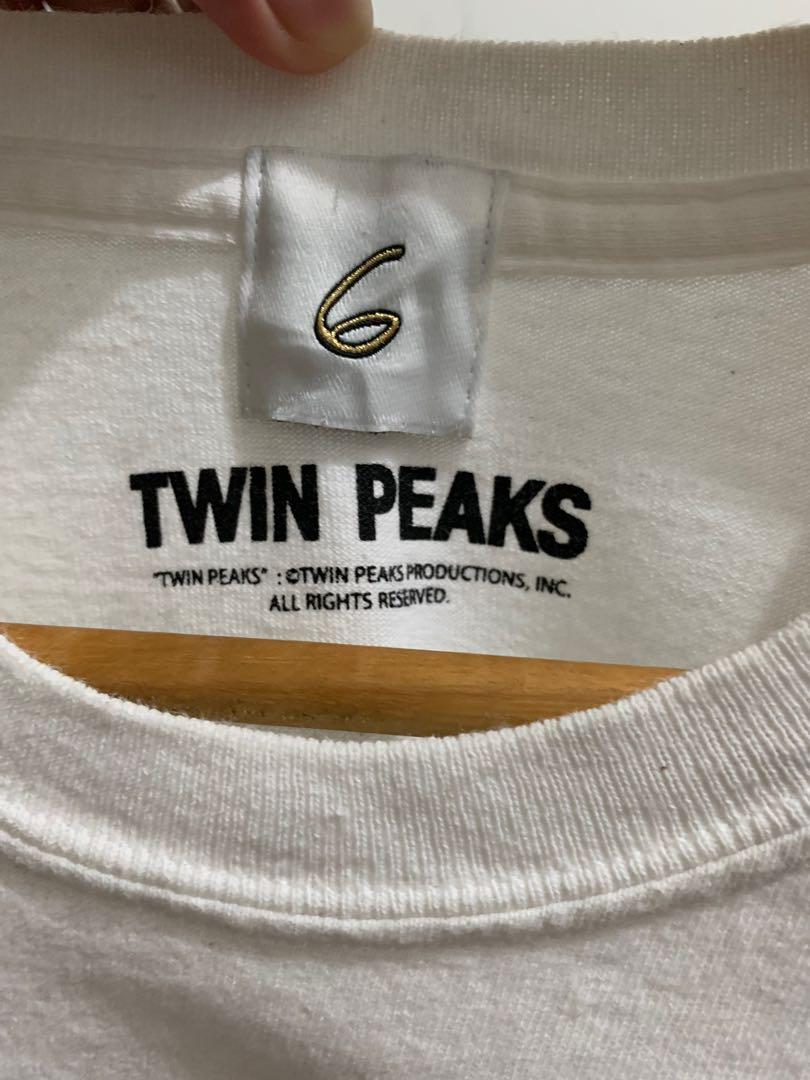 6
TWIN PEAKS
"TWIN PEAKS" : ©TWIN PEAKS PRODUCTIONS, INC.
ALL RIGHTS RESERVED.